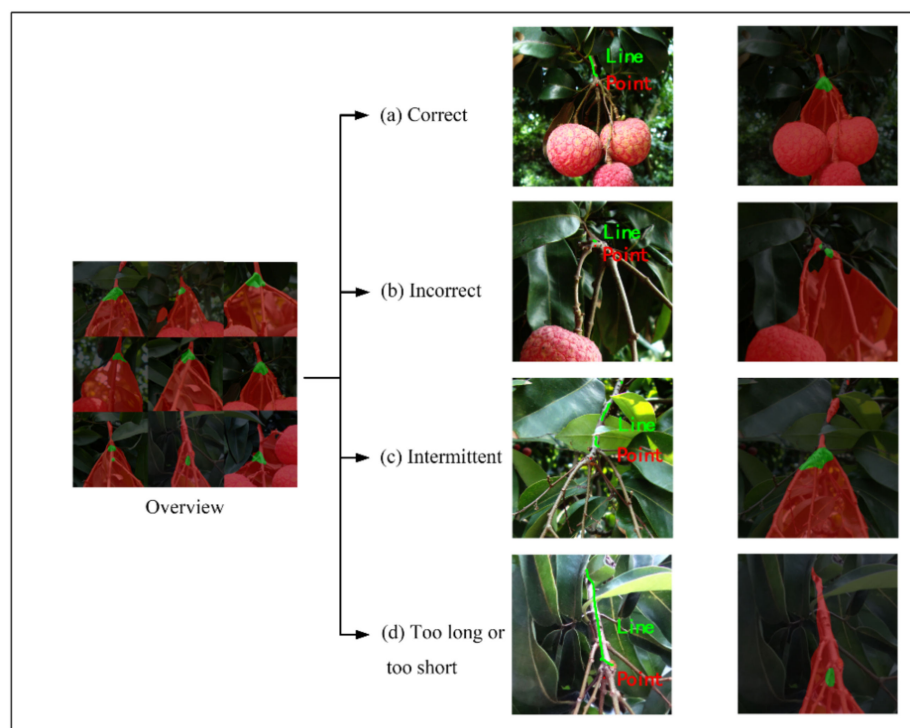 Line
Point
(a) Correct
Line
Point
(b) Incorrect
Line
Point
(c) Intermittent
Overview
Line
Point
(d) Too long or
too short